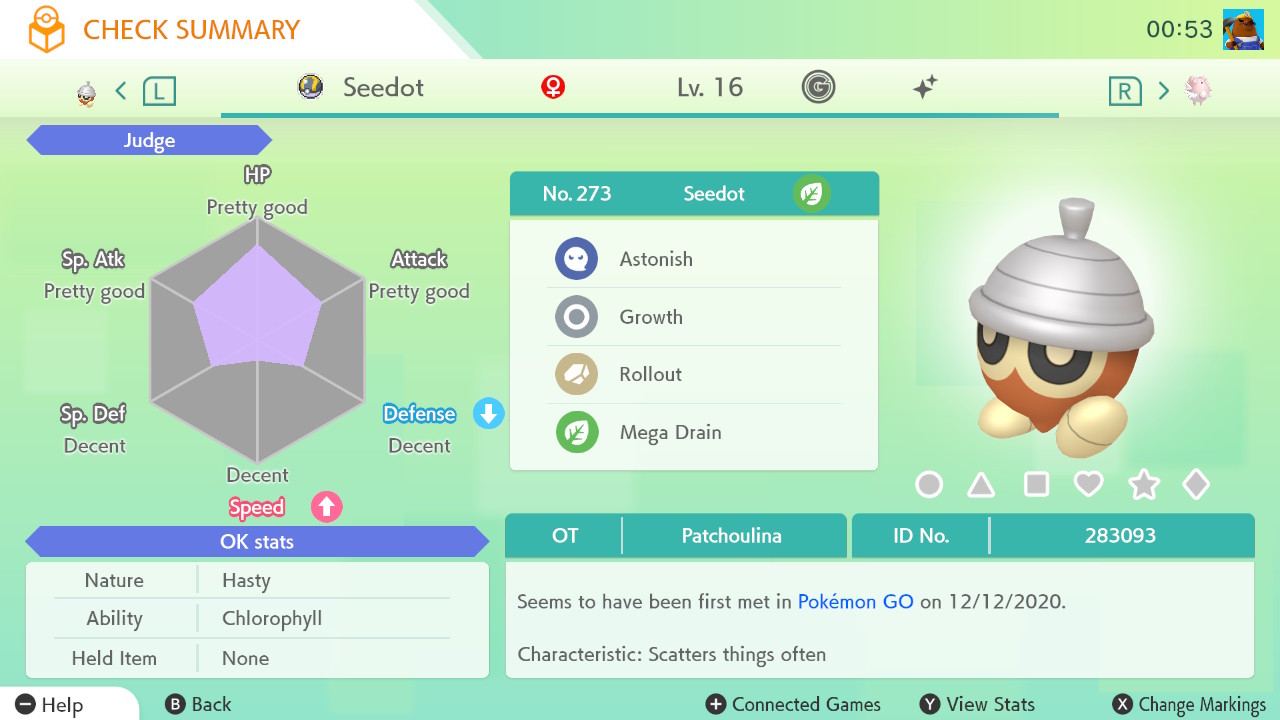 CHECK SUMMARY
00:53
L
Seedot
Lv. 16
G
R
Judge
HP
Pretty good
Sp. Atk
Pretty good
Attack
Pretty good
Sp. Def
Decent
Defense
Decent
Decent
Speed
OK stats
Nature Hasty
Ability Chlorophyll
Held Item None
No. 273 Seedot
Astonish
Growth
Rollout
Mega Drain
OT Patchoulina ID No. 283093
Seems to have been first met in Pokémon GO on 12/12/2020.
Characteristic: Scatters things often
Help B Back Connected Games Y View Stats X Change Markings